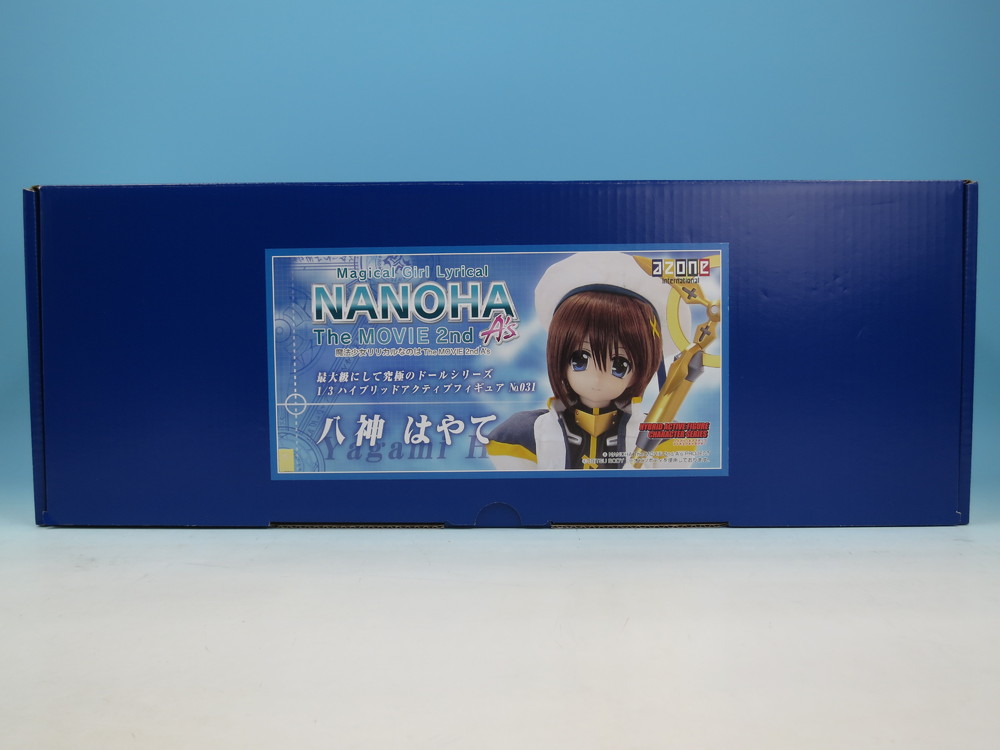 Magical Girl Lyrical
NANOHA
The MOVIE 2nd A's
魔法少女リリカルなのは The MOVIE 2nd A's
最大級にして究極のドールシリーズ
1/3 ハイブリッドアクティブフィギュア №031
八神 はやて
Yagami H
azone
international
HYBRID ACTIVE FIGURE
CHARACTER SERIES